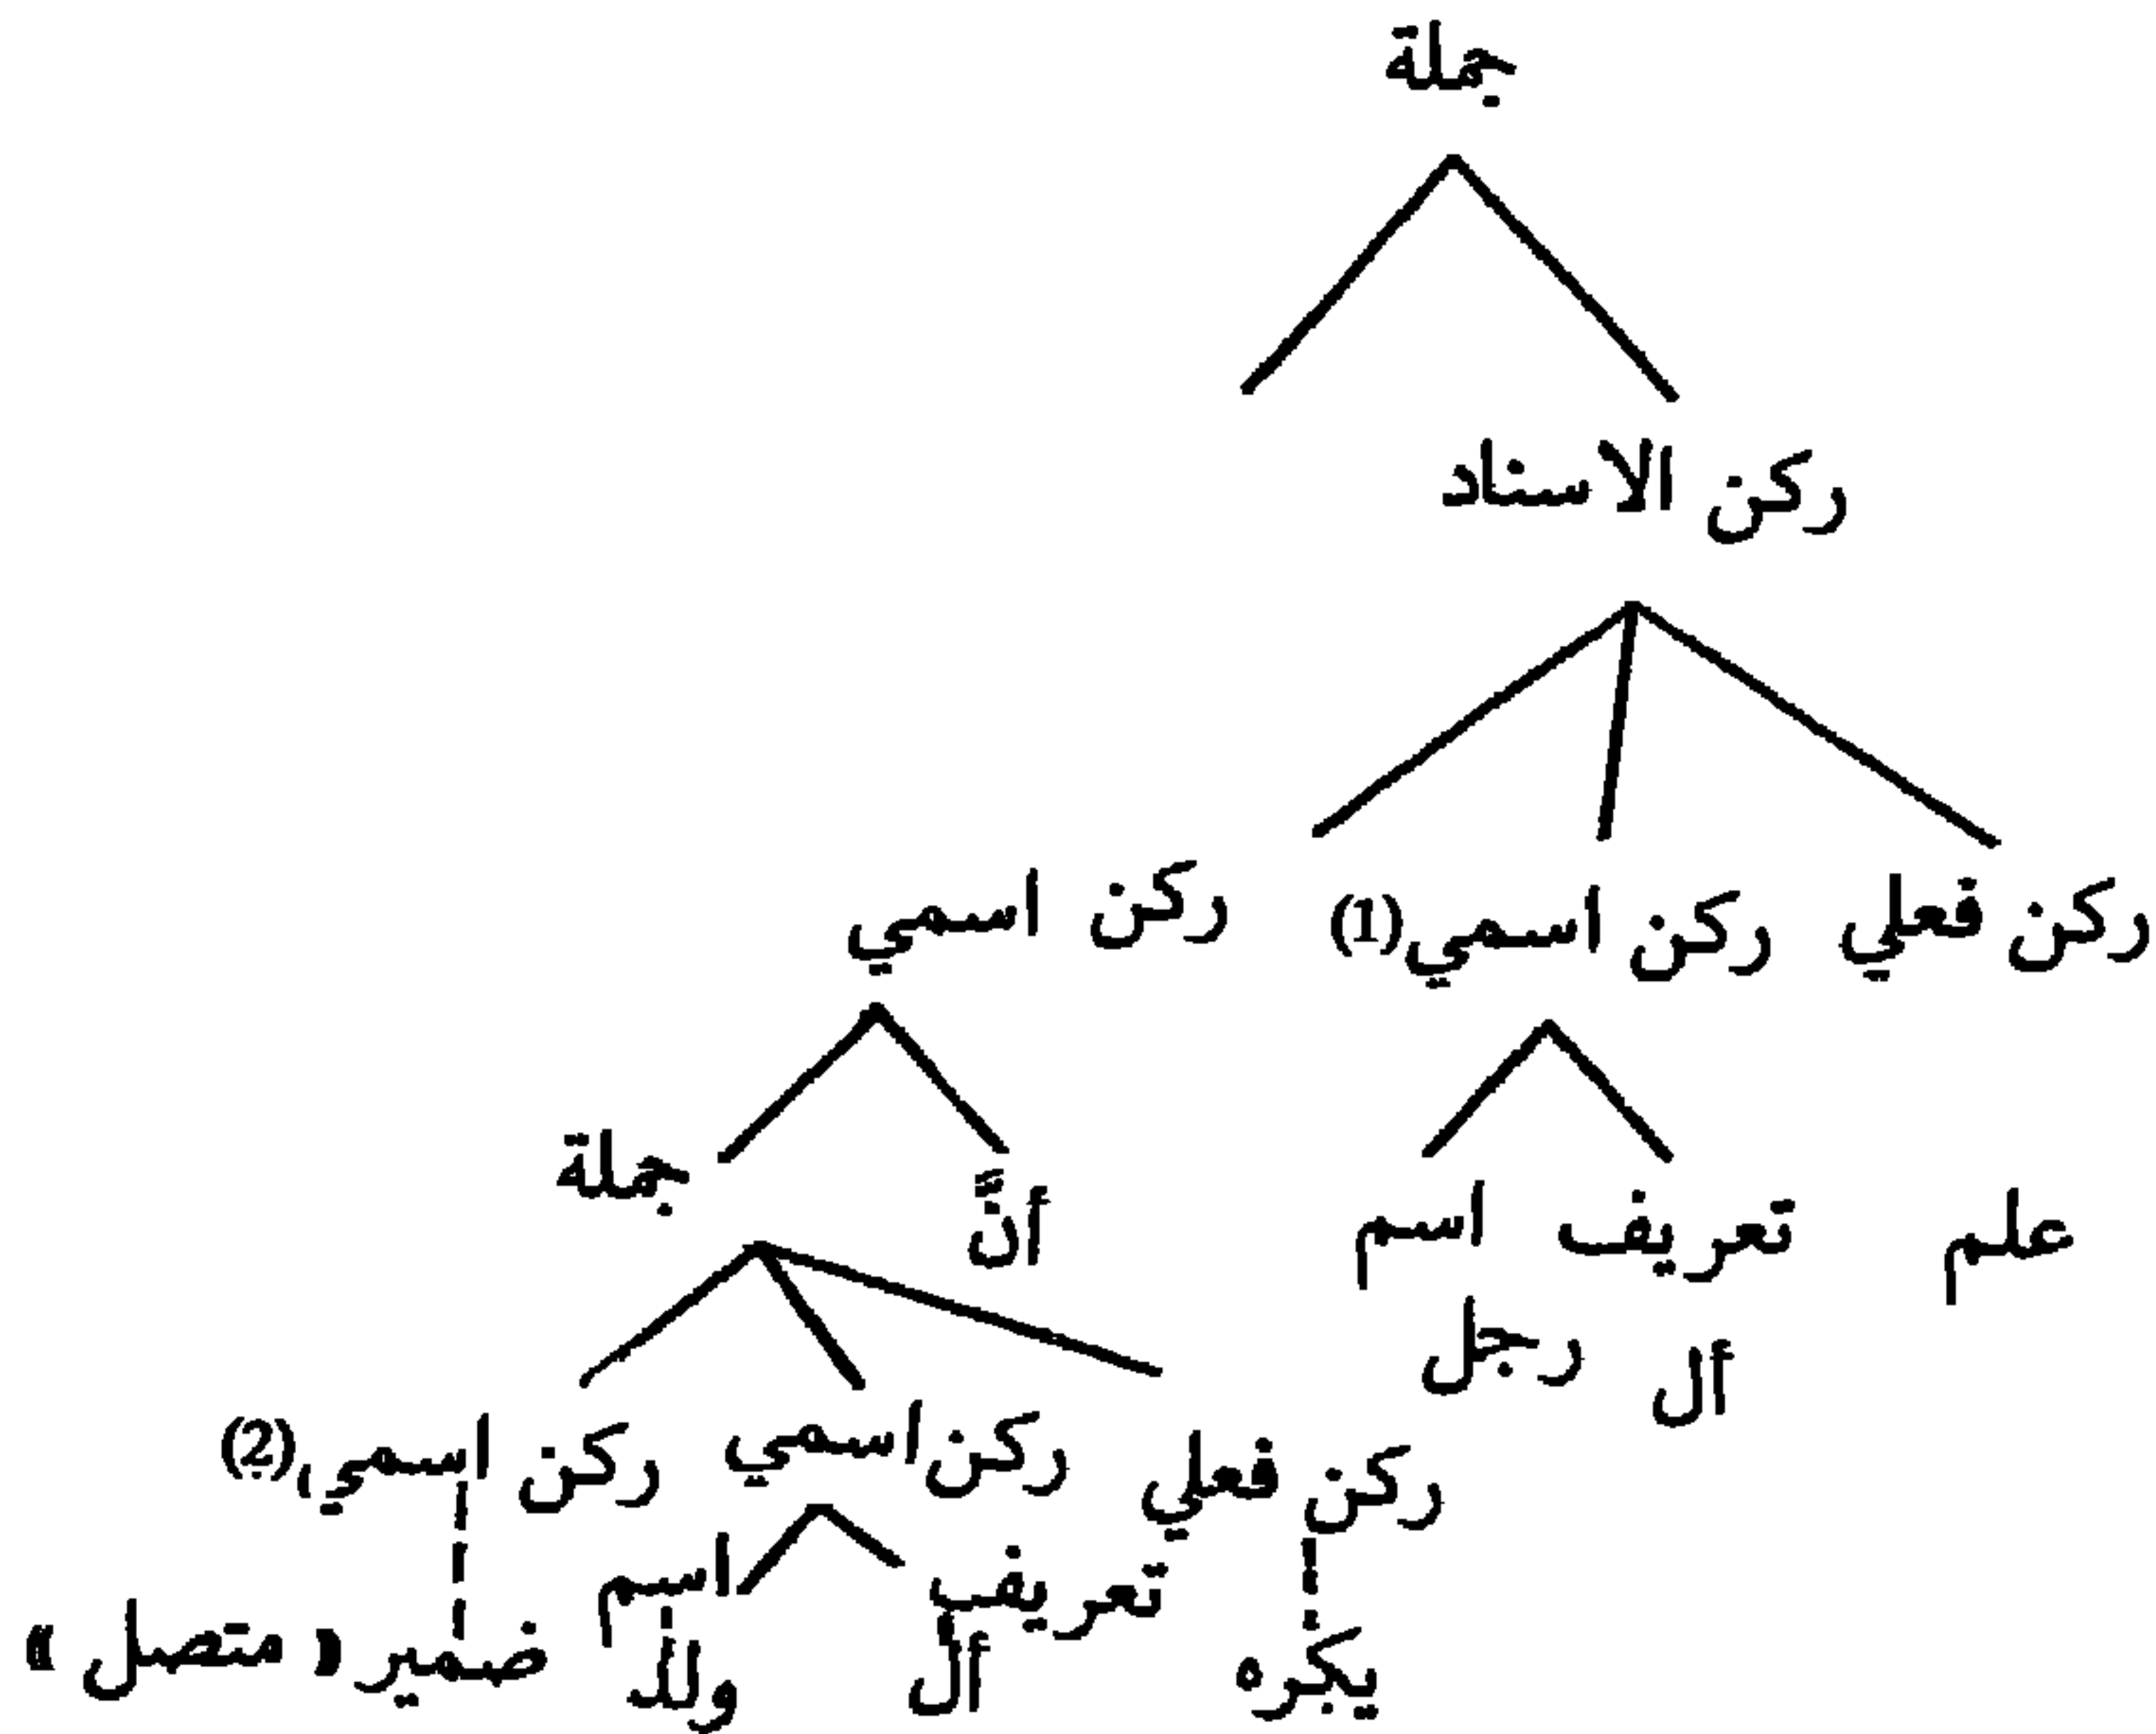 جملة
ركن الاسناد
ركن فعلي ركن اسمي(1) ركن اسمي
علم تعريف اسم أنَّ جملة
أل رجل
ركن فعلي ركن اسمي ركن اسمي(2)
تعريف اسم
يكره أل ولد ضمير ( متصل »